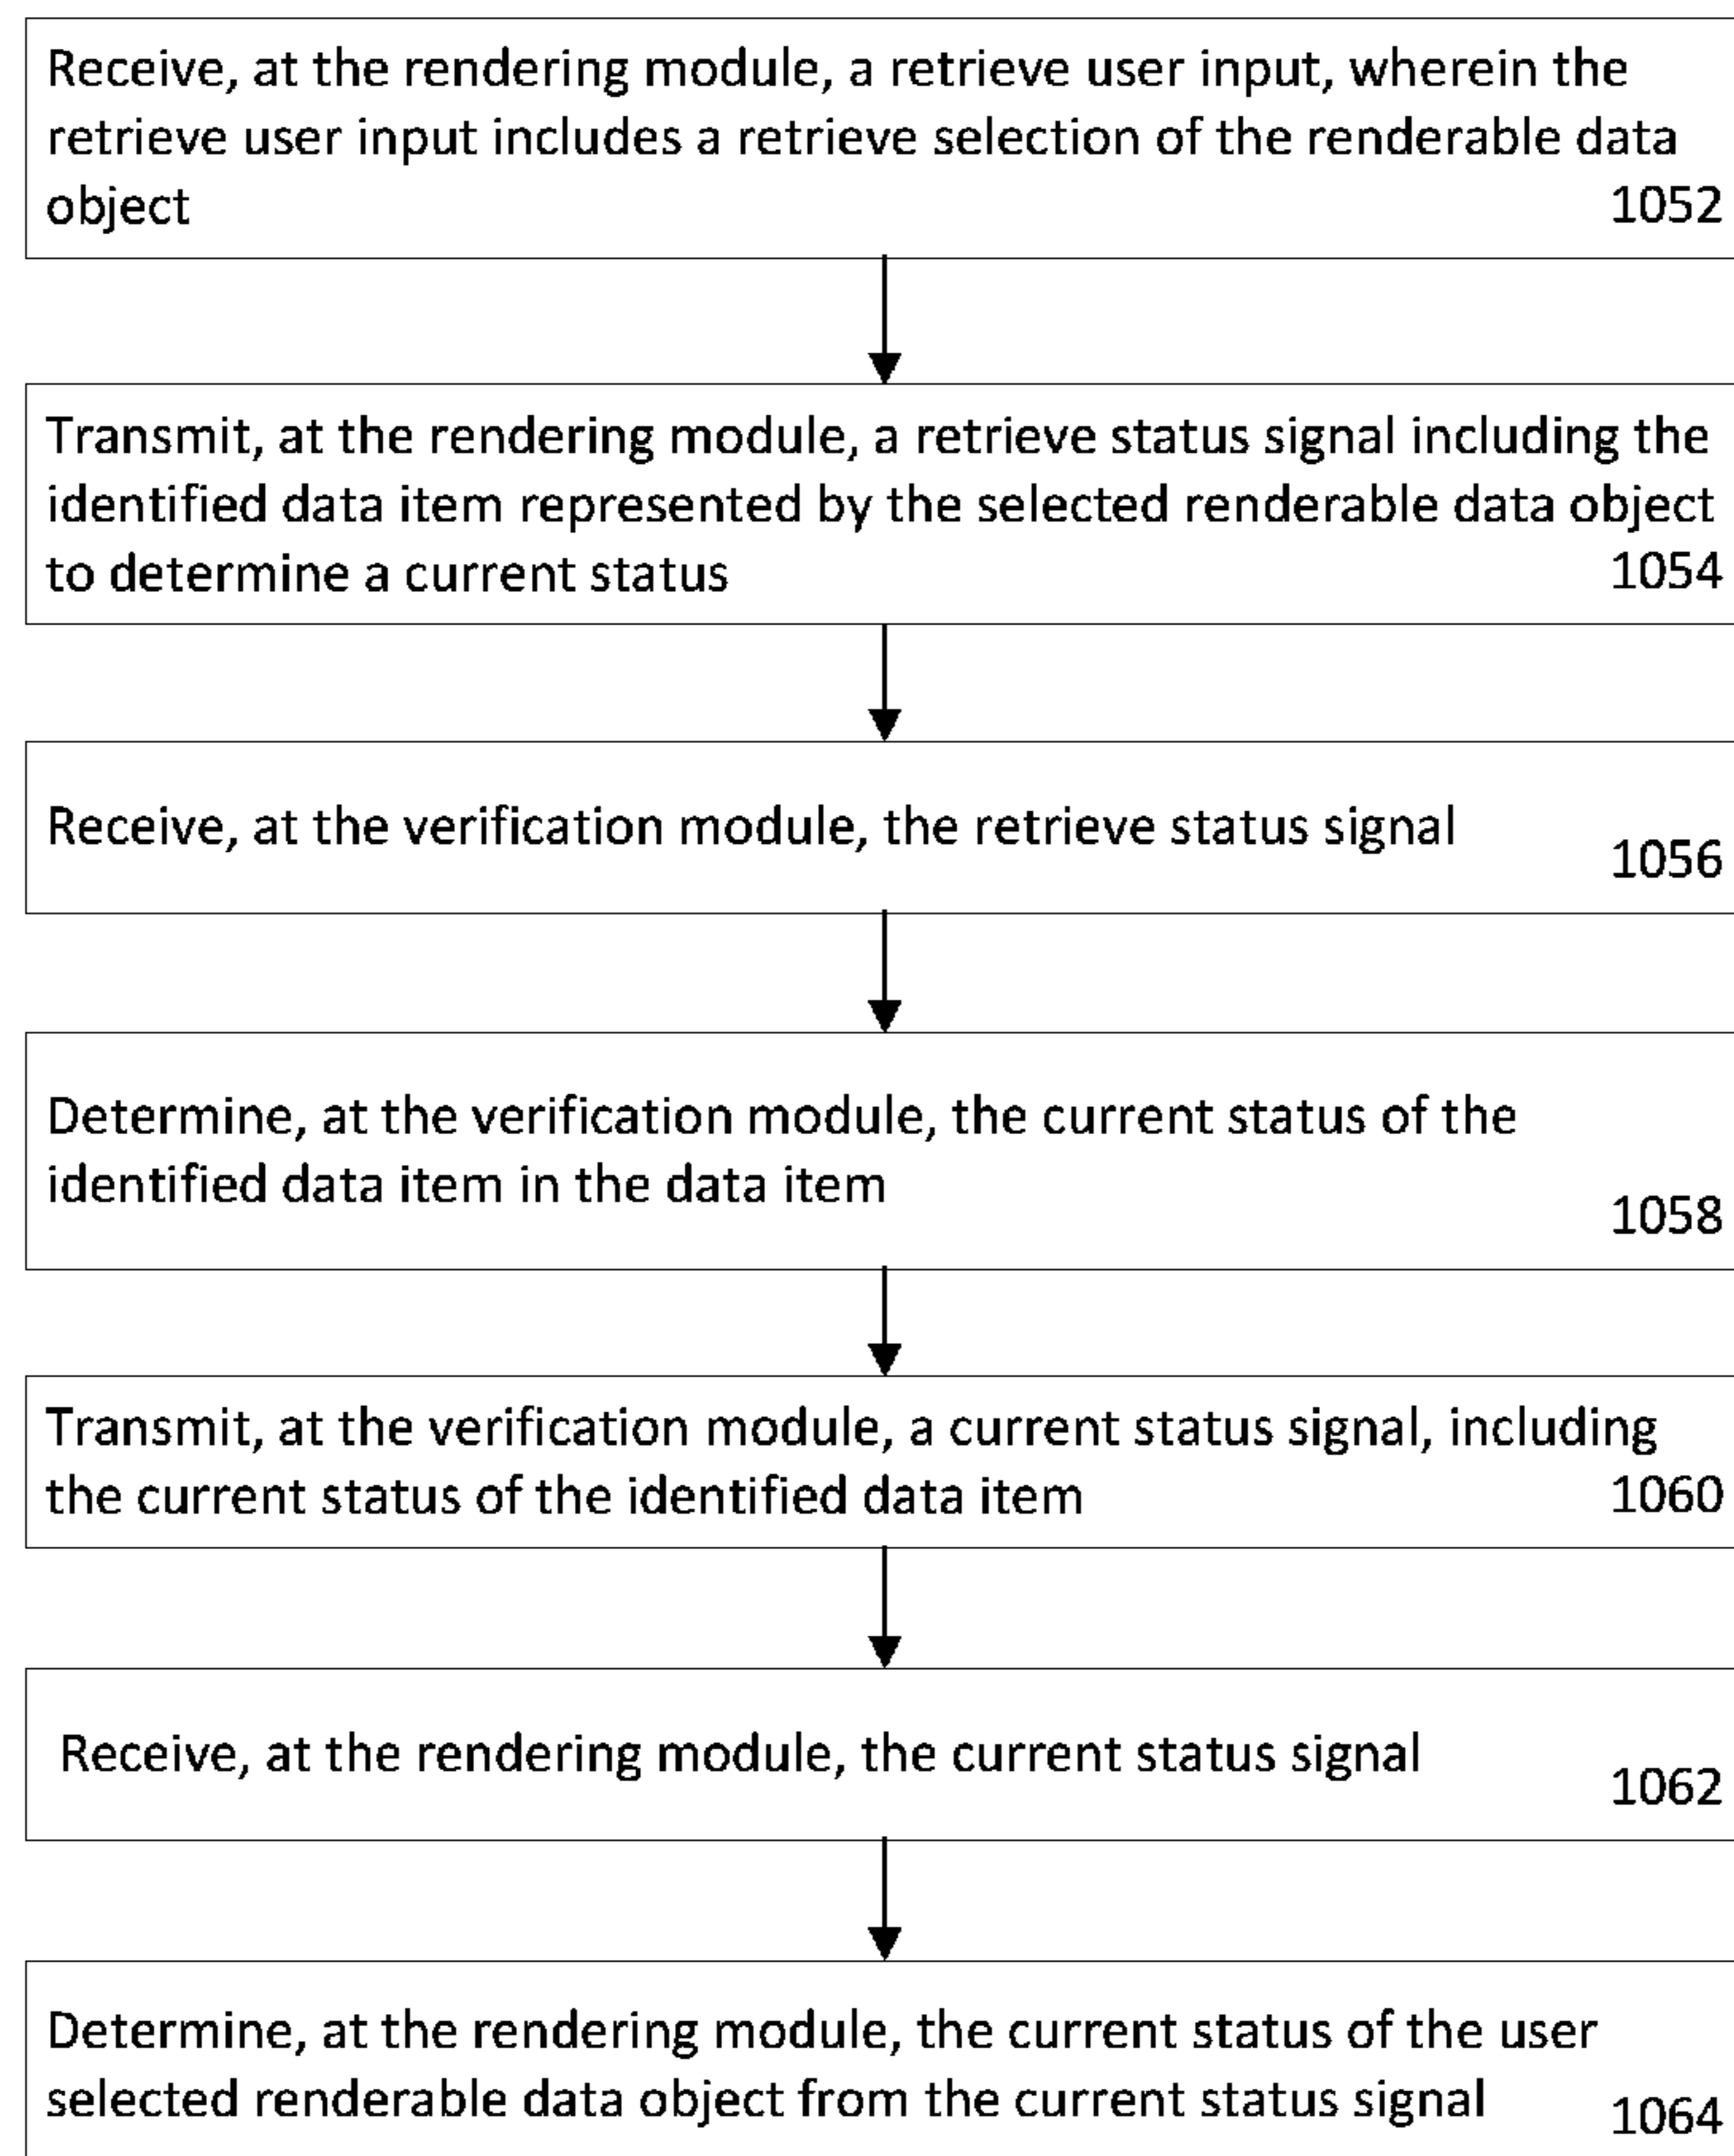 Receive, at the rendering module, a retrieve user input, wherein the
retrieve user input includes a retrieve selection of the renderable data
object 1052
Transmit, at the rendering module, a retrieve status signal including the
identified data item represented by the selected renderable data object
to determine a current status 1054
Receive, at the verification module, the retrieve status signal
1056
Determine, at the verification module, the current status of the
identified data item in the data item
1058
Transmit, at the verification module, a current status signal, including
the current status of the identified data item 1060
Receive, at the rendering module, the current status signal
1062
Determine, at the rendering module, the current status of the user
selected renderable data object from the current status signal 1064